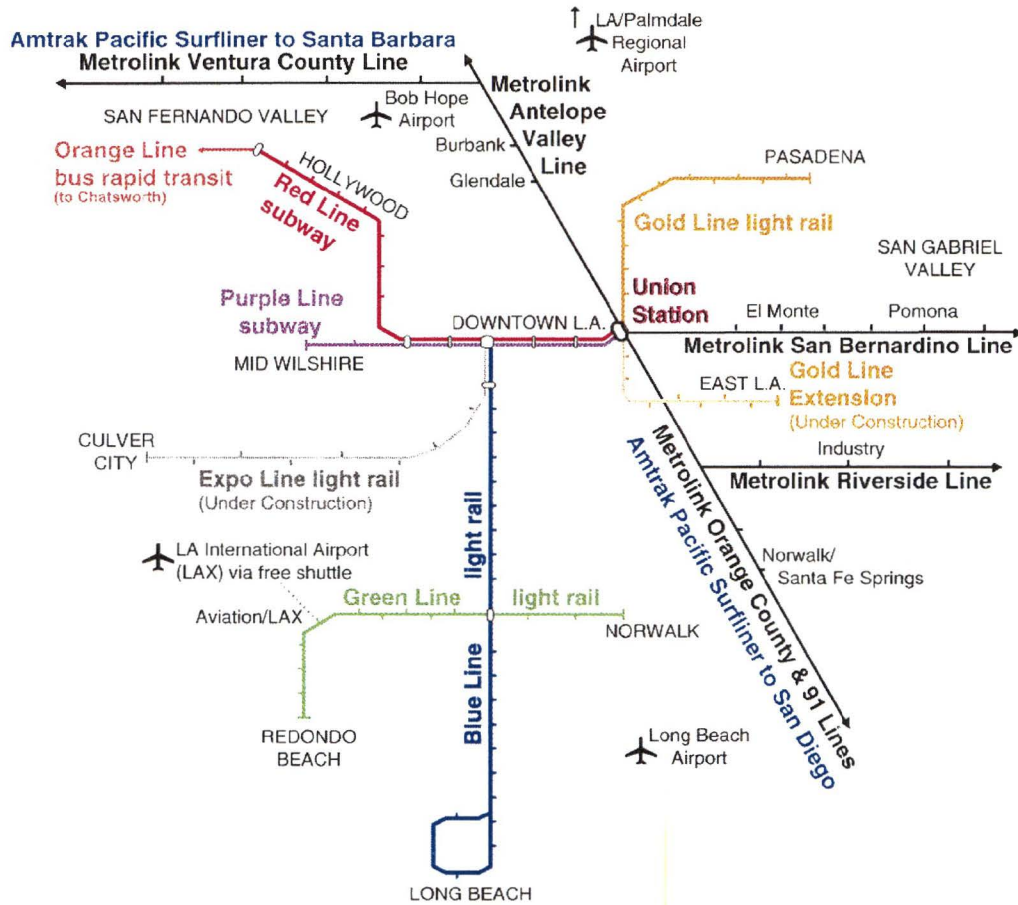 LA/Palmdale
Regional
Airport
Amtrak Pacific Surfliner to Santa Barbara
Metrolink Ventura County Line
Metrolink
Antelope
Valley
Line
Bob Hope
Airport
SAN FERNANDO VALLEY
Burbank
Glendale
Orange Line
bus rapid transit
(to Chatsworth)
HOLLYWOOD
Red Line
subway
PASADENA
Gold Line light rail
SAN GABRIEL
VALLEY
Purple Line
subway
Union
Station
DOWNTOWN L.A.
El Monte
Pomona
MID WILSHIRE
Metrolink San Bernardino Line
EAST L.A.
Gold Line
Extension
(Under Construction)
CULVER
CITY
Expo Line light rail
(Under Construction)
Industry
Metrolink Riverside Line
Metrolink Orange County & 91 Lines
Amtrak Pacific Surfliner to San Diego
LA International Airport
(LAX) via free shuttle
Norwalk/
Santa Fe Springs
Aviation/LAX
Green Line light rail
NORWALK
Blue Line light rail
REDONDO
BEACH
Long Beach
Airport
LONG BEACH